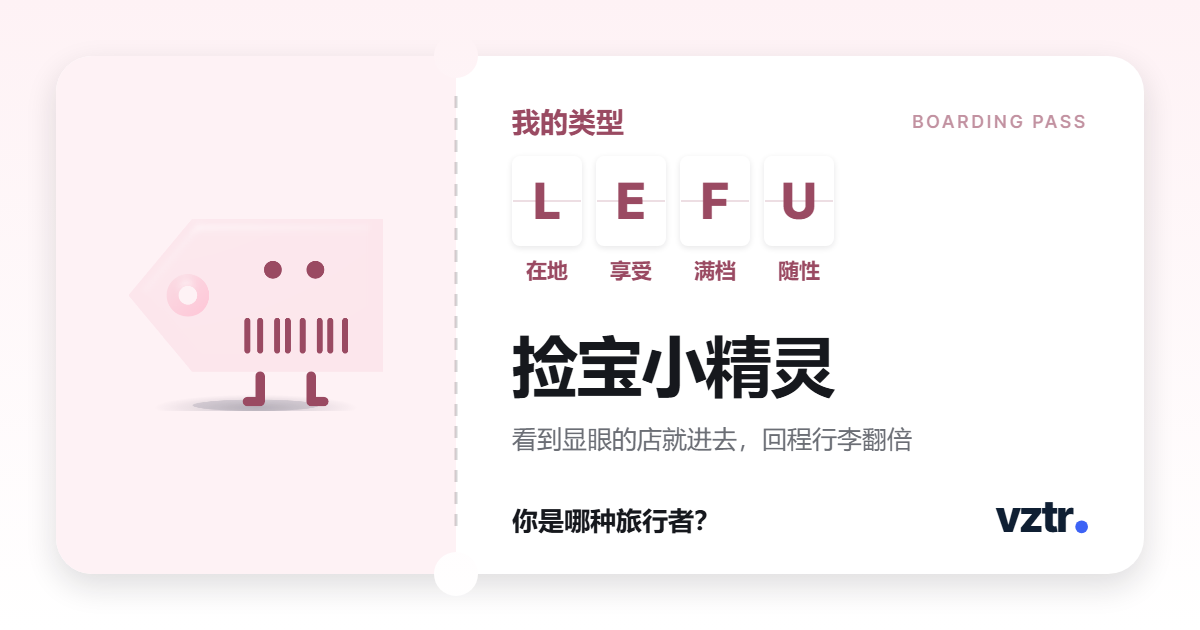 我的类型
BOARDING PASS
L E F U
在地 享受 满档 随性
捡宝小精灵
看到显眼的店就进去，回程行李翻倍
你是哪种旅行者？
vztr.